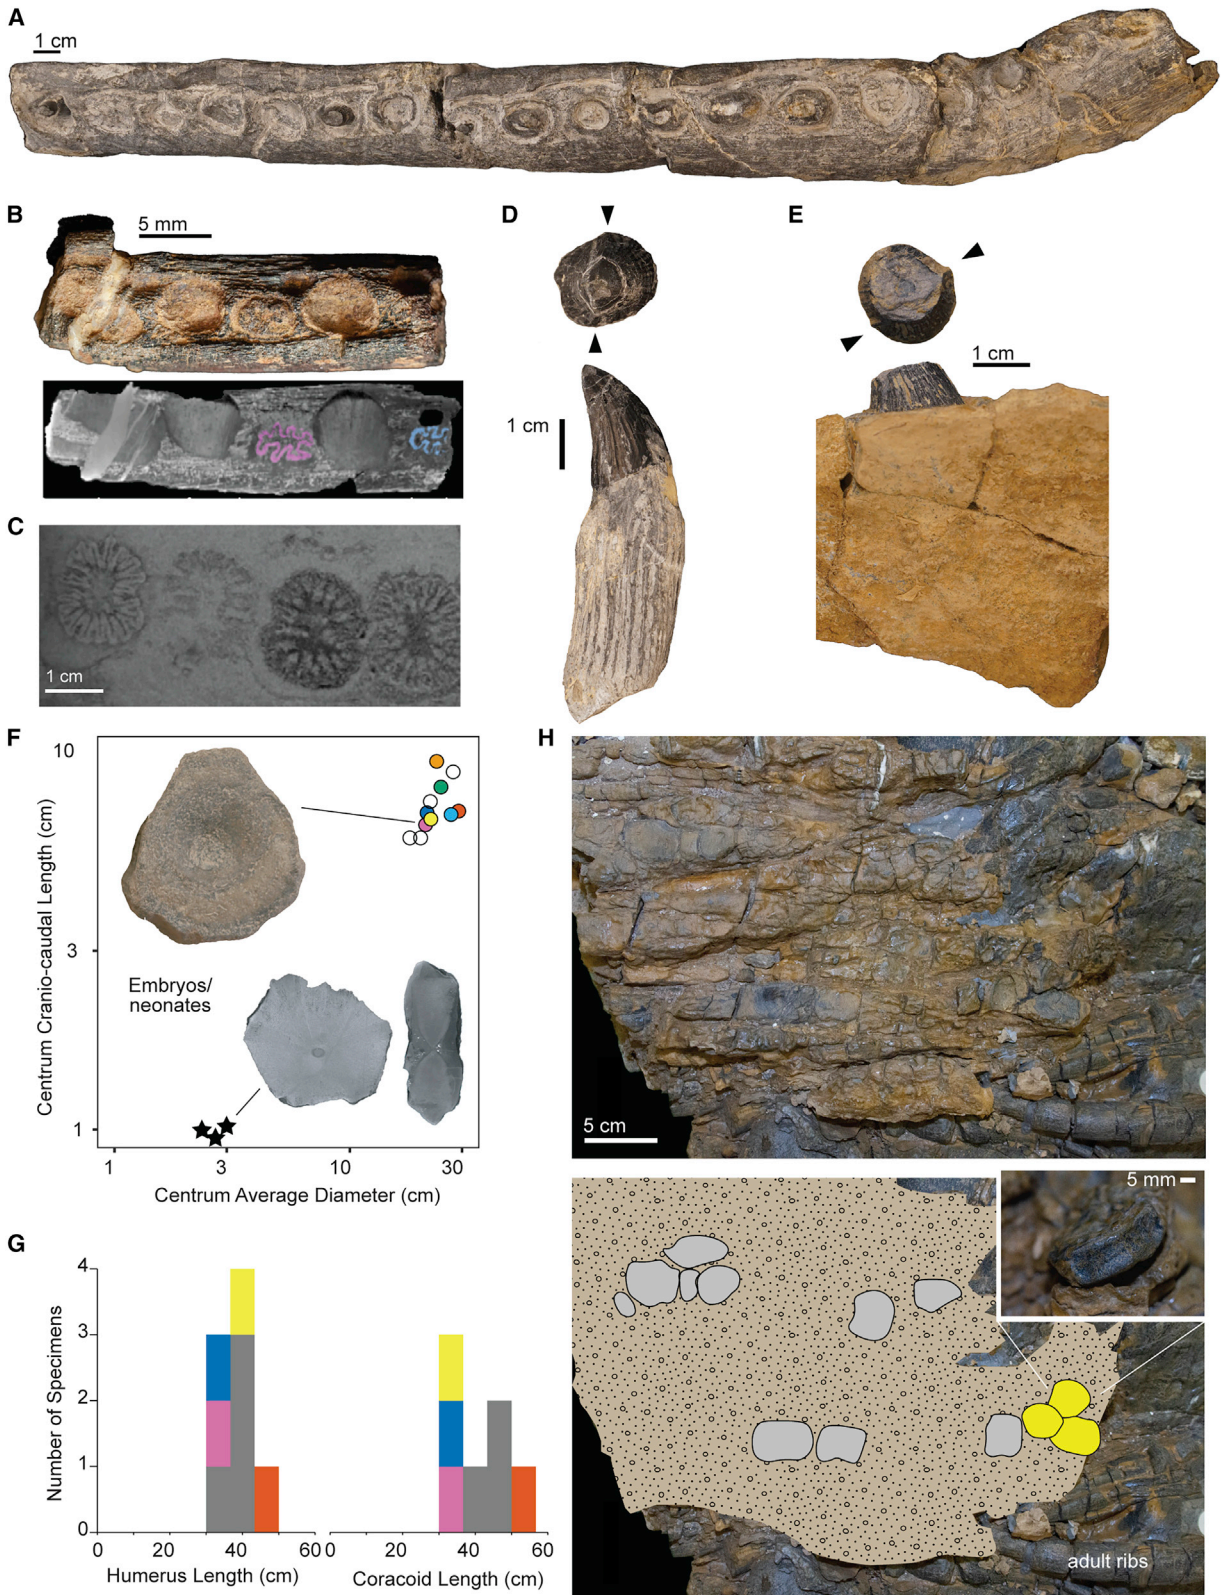 A
1 cm
B
5 mm
C
1 cm
D
1 cm
E
1 cm
F
10
3
1
Centrum Cranio-caudal Length (cm)
Embryos/
neonates
1
3
10
30
Centrum Average Diameter (cm)
G
4
3
2
1
0
Number of Specimens
0
20
40
60
Humerus Length (cm)
0
20
40
60
Coracoid Length (cm)
H
5 cm
5 mm
adult ribs